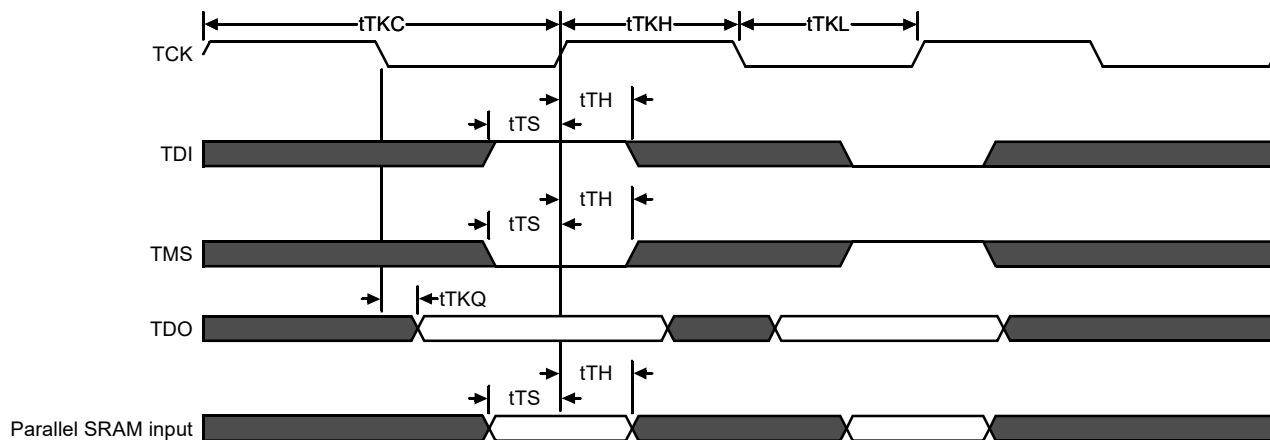 tTKC tTKH tTKL
TCK
tTH
tTS
TDI
tTH
tTS
TMS
tTKQ
TDO
tTH
tTS
Parallel SRAM input